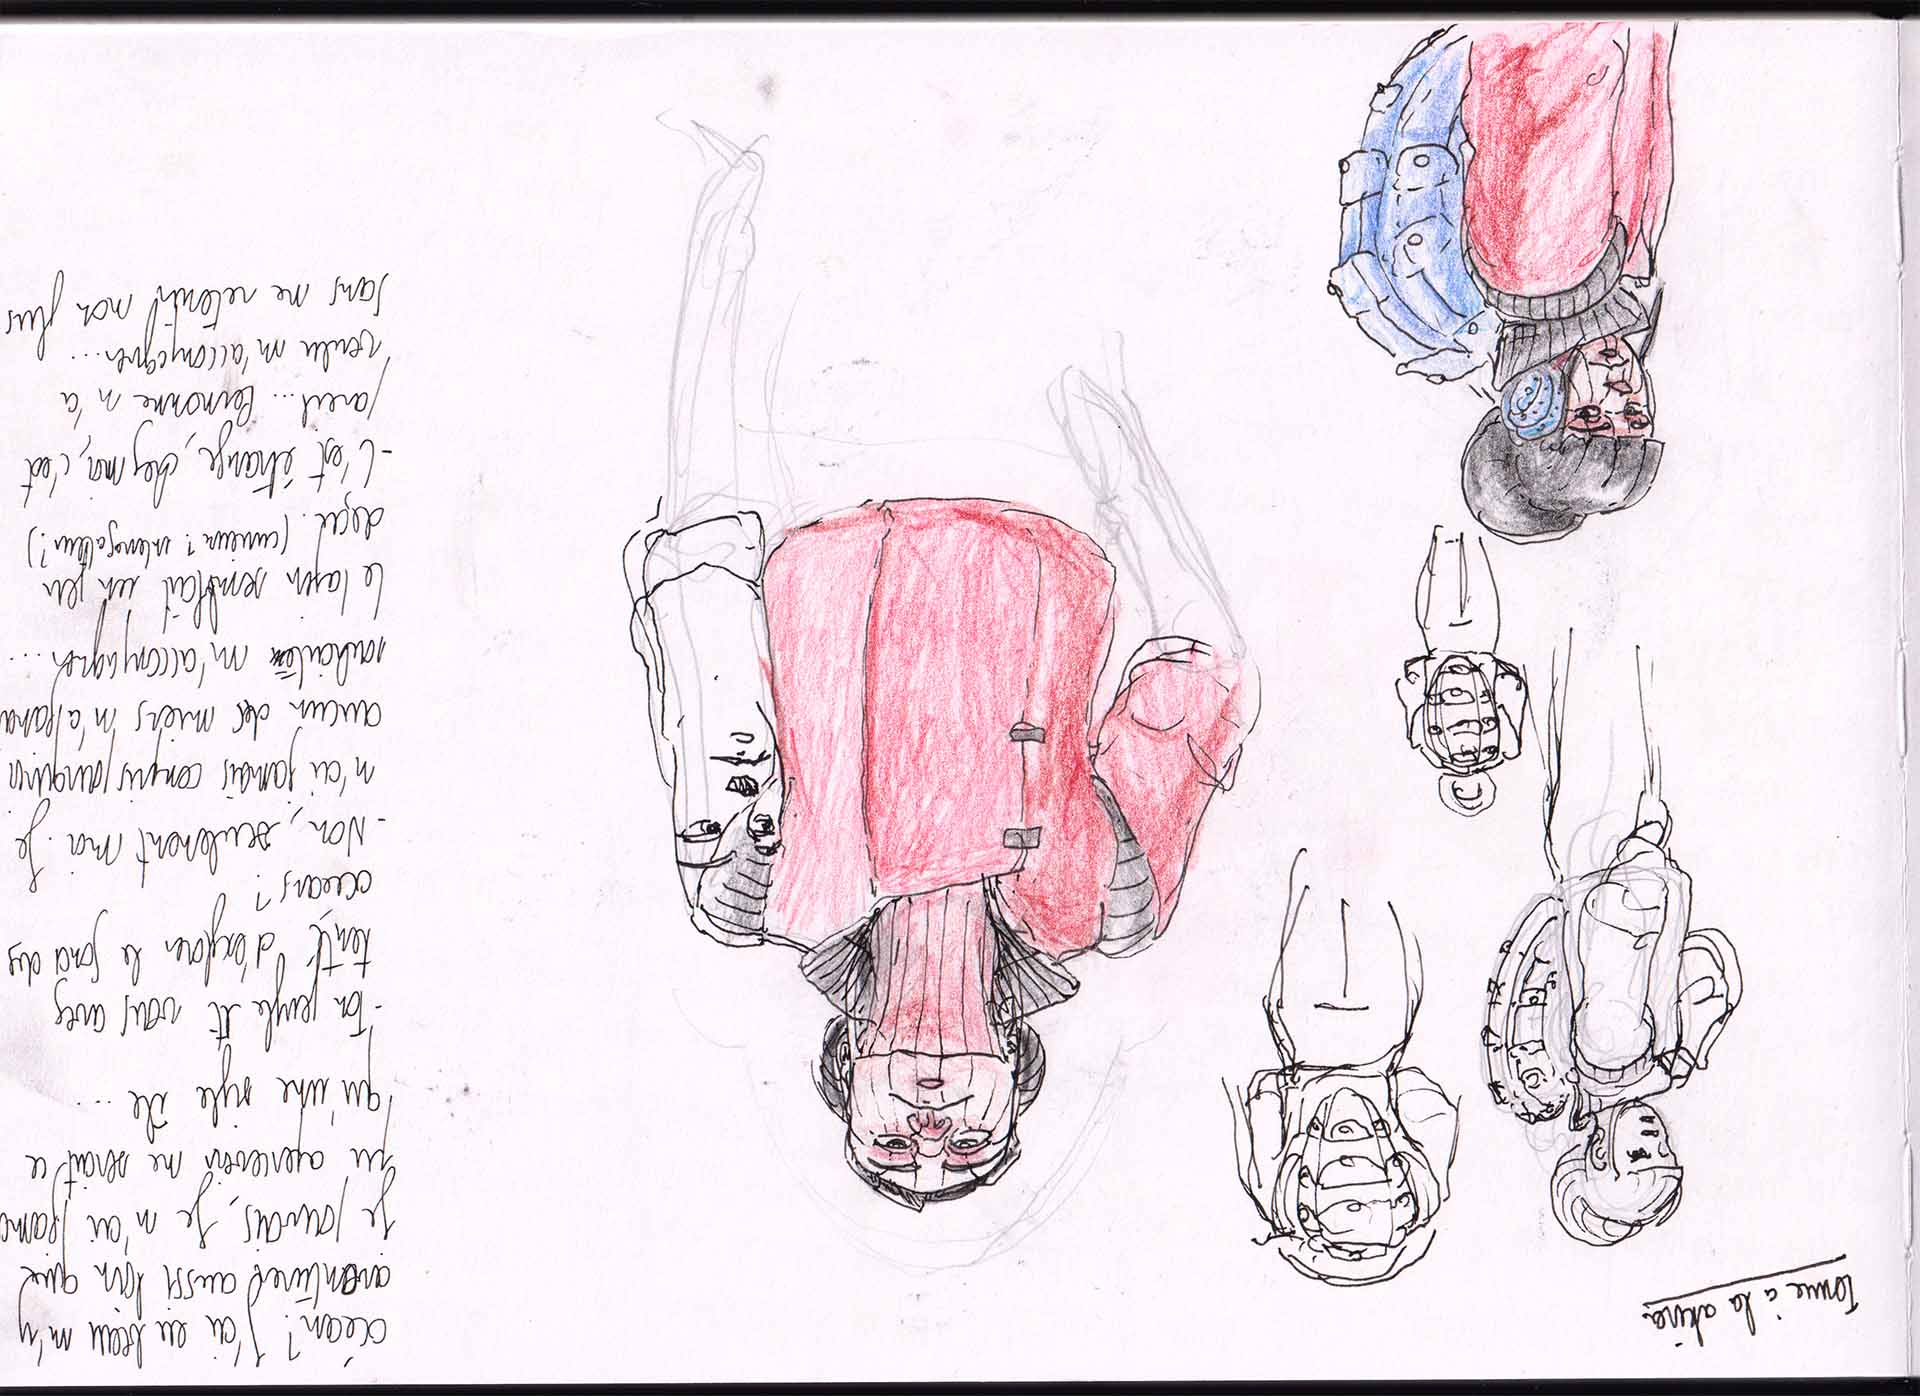 Tenue à la akira
océan? J'ai eu beau m'y
aventurer aussi loin que
je pouvais, je n'ai jamais
pu apercevoir ne serait ce
qu'une sigle île...
- Ton peuple et vous avez
tenté d'explorer le fond des
océans?
- Non, seulement moi. Je
n'ai jamais compris pourquoi
aucun des miens n'a jamais
souhaité m'accompagner...
Le lapin semblait un peu
déçu. (curieux? interrogateur?)
- C'est étrange, chez moi, c'est
pareil... Personne n'a
voulu m'accompagner...
Sans me retenir non plus